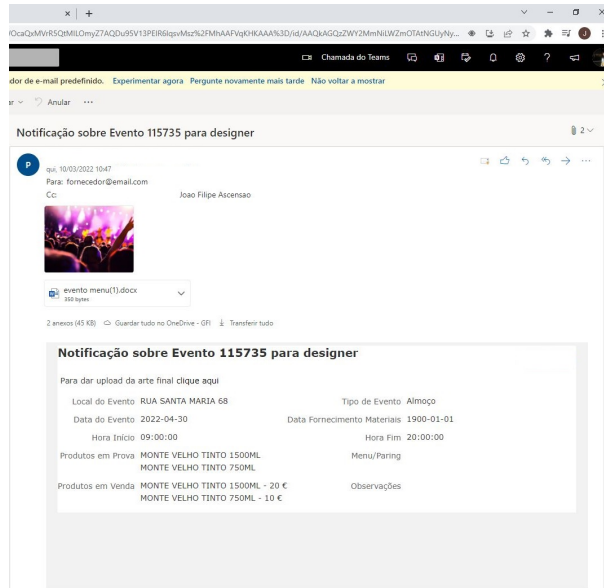 × +
OcaQxMVrR5QtMILOmyZ7AQDu95V13PElR6lqsvMsz%2FMhAAFVqKHKAAA%3D/id/AAQkAGQzZWY2MmNiLWZmOTAtNGUyNy...
J
Chamada do Teams
dor de e-mail predefinido. Experimentar agora Pergunte novamente mais tarde Não voltar a mostrar
ar Anular ...
Notificação sobre Evento 115735 para designer 2
P
qui, 10/03/2022 10:47
Para: fornecedor@email.com
Cc: Joao Filipe Ascensao
evento menu(1).docx
350 bytes
2 anexos (45 KB) Guardar tudo no OneDrive - GFI Transferir tudo
Notificação sobre Evento 115735 para designer
Para dar upload da arte final clique aqui
Local do Evento RUA SANTA MARIA 68 Tipo de Evento Almoço
Data do Evento 2022-04-30 Data Fornecimento Materiais 1900-01-01
Hora Início 09:00:00 Hora Fim 20:00:00
Produtos em Prova MONTE VELHO TINTO 1500ML Menu/Paring
MONTE VELHO TINTO 750ML
Produtos em Venda MONTE VELHO TINTO 1500ML - 20 € Observações
MONTE VELHO TINTO 750ML - 10 €